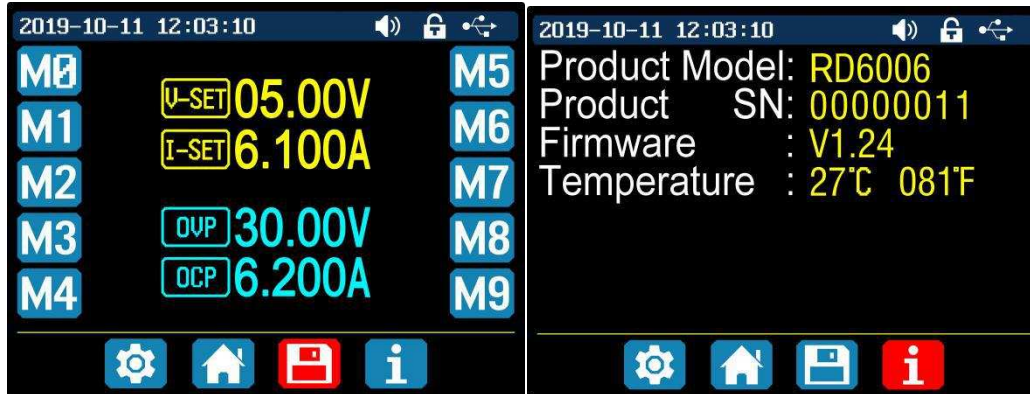 2019-10-11 12:03:10
M0 M5
V-SET 05.00V
M1 M6
I-SET 6.100A
M2 M7
M3 OVP 30.00V M8
M4 OCP 6.200A M9
i
2019-10-11 12:03:10
Product Model: RD6006
Product SN: 00000011
Firmware : V1.24
Temperature : 27℃ 081℉
i